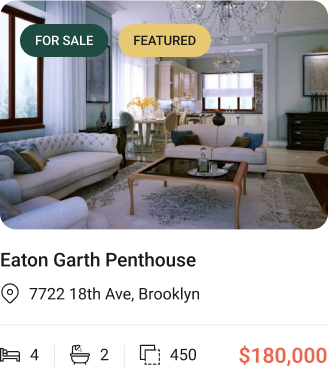 FOR SALE FEATURED
Eaton Garth Penthouse
7722 18th Ave, Brooklyn
4 2 450 $180,000